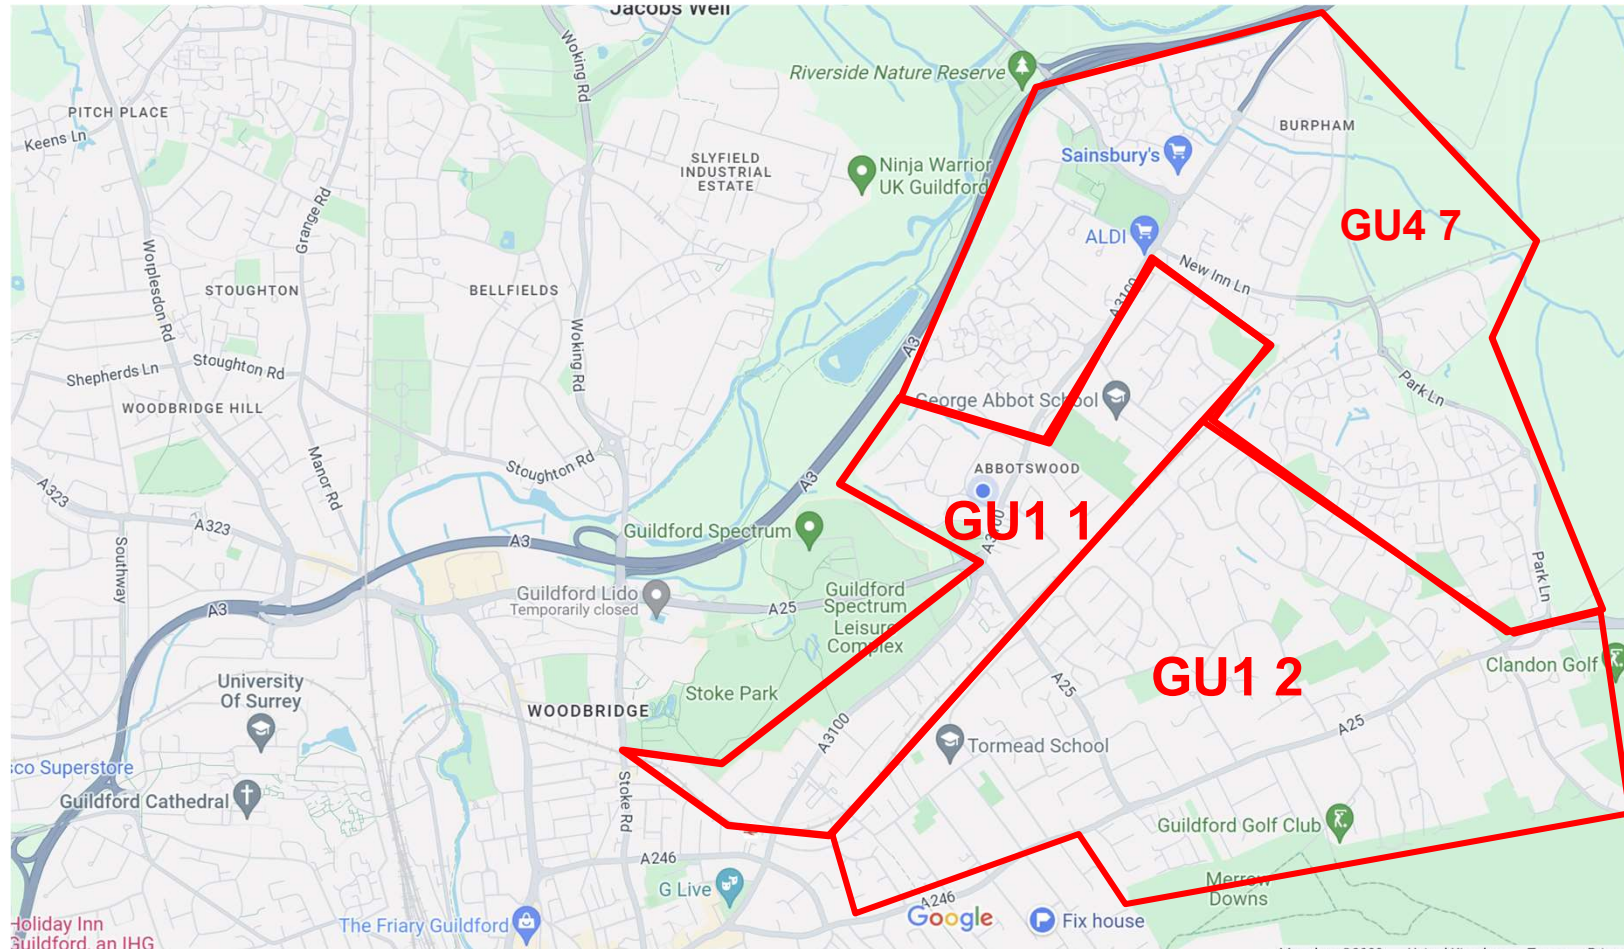 Jacobs Well
Woking Rd
Riverside Nature Reserve
PITCH PLACE
Keens Ln
BURPHAM
Sainsbury's
SLYFIELD
INDUSTRIAL
ESTATE
Ninja Warrior
UK Guildford
Grange Rd
GU4 7
ALDI
New Inn Ln
Worplesdon Rd
STOUGHTON
BELLFIELDS
A3100
Woking Rd
A3
Stoughton Rd
Shepherds Ln
WOODBRIDGE HILL
Park Ln
George Abbot School
Manor Rd
Stoughton Rd
ABBOTSWOOD
A3
A323
A323
GU1 1
A3100
Guildford Spectrum
A3
Southway
Park Ln
Guildford Lido
Temporarily closed
A25
Guildford
Spectrum
Leisure
Complex
A3
GU1 2
Clandon Golf
University
Of Surrey
Stoke Park
A25
WOODBRIDGE
A25
A3100
Tormead School
sco Superstore
Guildford Cathedral
Stoke Rd
Guildford Golf Club
A246
G Live
Merrow
Downs
A246
Google
Fix house
The Friary Guildford
Holiday Inn
Guildford, an IHG